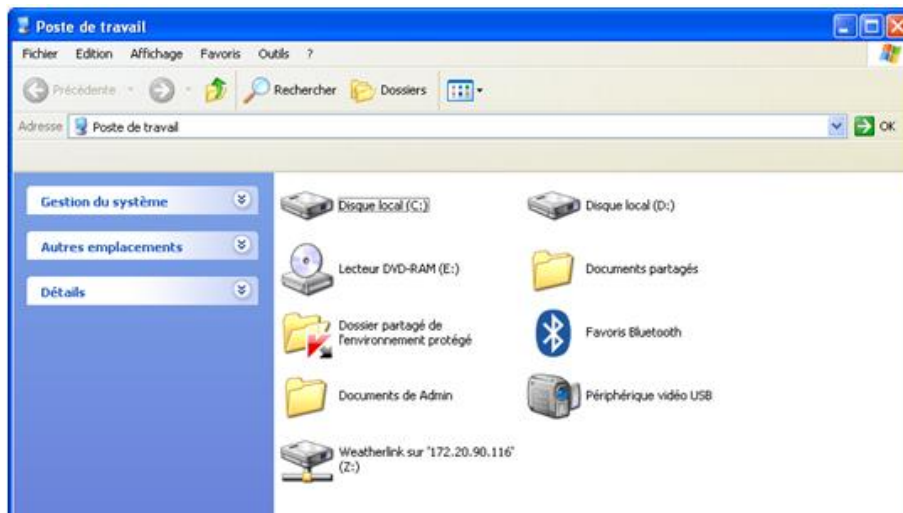 Poste de travail
Fichier Edition Affichage Favoris Outils ?
Précédente Rechercher Dossiers
Adresse Poste de travail OK
Gestion du système
Autres emplacements
Détails
Disque local (C:) Disque local (D:)
Lecteur DVD-RAM (E:) Documents partagés
Dossier partagé de
l'environnement protégé Favoris Bluetooth
Documents de Admin Périphérique vidéo USB
Weatherlink sur '172.20.90.116'
(Z:)